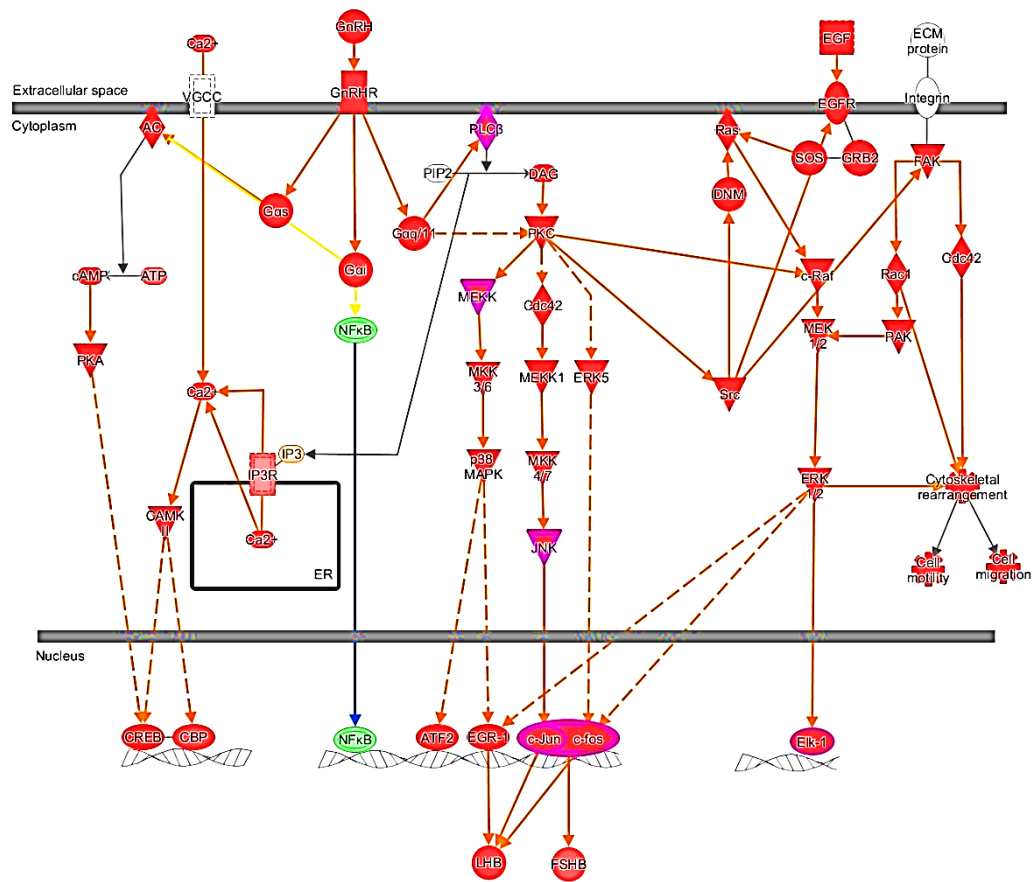 GnRH
EGF
ECM
protein
Ca2+
Extracellular space
VGCC
GnRHR
EGFR
Integrin
Cytoplasm
AC
PLCβ
Ras
SOS
GRB2
FAK
PIP2
DAG
DNM
Gαs
Gαq/11
PKC
Gαi
cAMP
ATP
MEKK
Cdc42
c-Raf
Rac1
Cdc42
NFκB
MEK
1/2
PAK
PKA
MKK
3/6
MEKK1
ERK5
Src
Ca2+
IP3
IP3R
p38
MAPK
MKK
4/7
ERK
1/2
Cytoskeletal
rearrangement
CAMK
II
Ca2+
JNK
ER
Cell
motility
Cell
migration
Nucleus
CREB
CBP
NFκB
ATF2
EGR-1
c-Jun
c-fos
Elk-1
LHB
FSHB